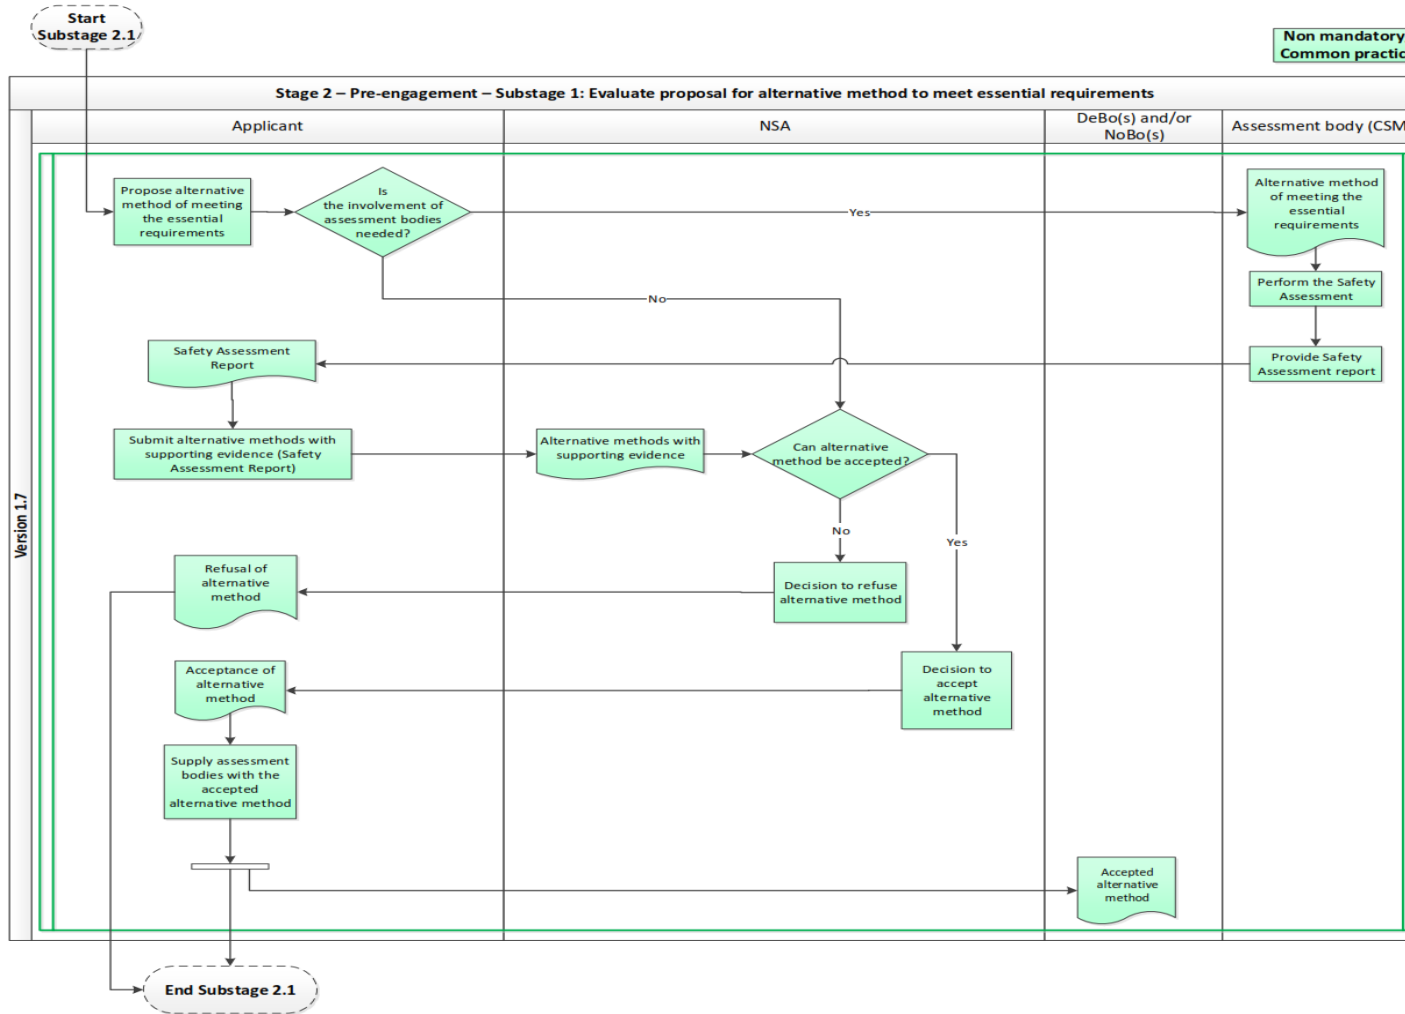 Start
Substage 2.1
Non mandatory
Common practic
Stage 2 – Pre-engagement – Substage 1: Evaluate proposal for alternative method to meet essential requirements
Version 1.7
Applicant
NSA
DeBo(s) and/or
NoBo(s)
Assessment body (CSM
Propose alternative
method of meeting
the essential
requirements
Is
the involvement of
assessment bodies
needed?
Yes
Alternative method
of meeting the
essential
requirements
Perform the Safety
Assessment
No
Safety Assessment
Report
Provide Safety
Assessment report
Submit alternative methods with
supporting evidence (Safety
Assessment Report)
Alternative methods with
supporting evidence
Can alternative
method be accepted?
No
Yes
Refusal of
alternative
method
Decision to refuse
alternative method
Acceptance of
alternative
method
Decision to
accept
alternative
method
Supply assessment
bodies with the
accepted
alternative method
Accepted
alternative
method
End Substage 2.1